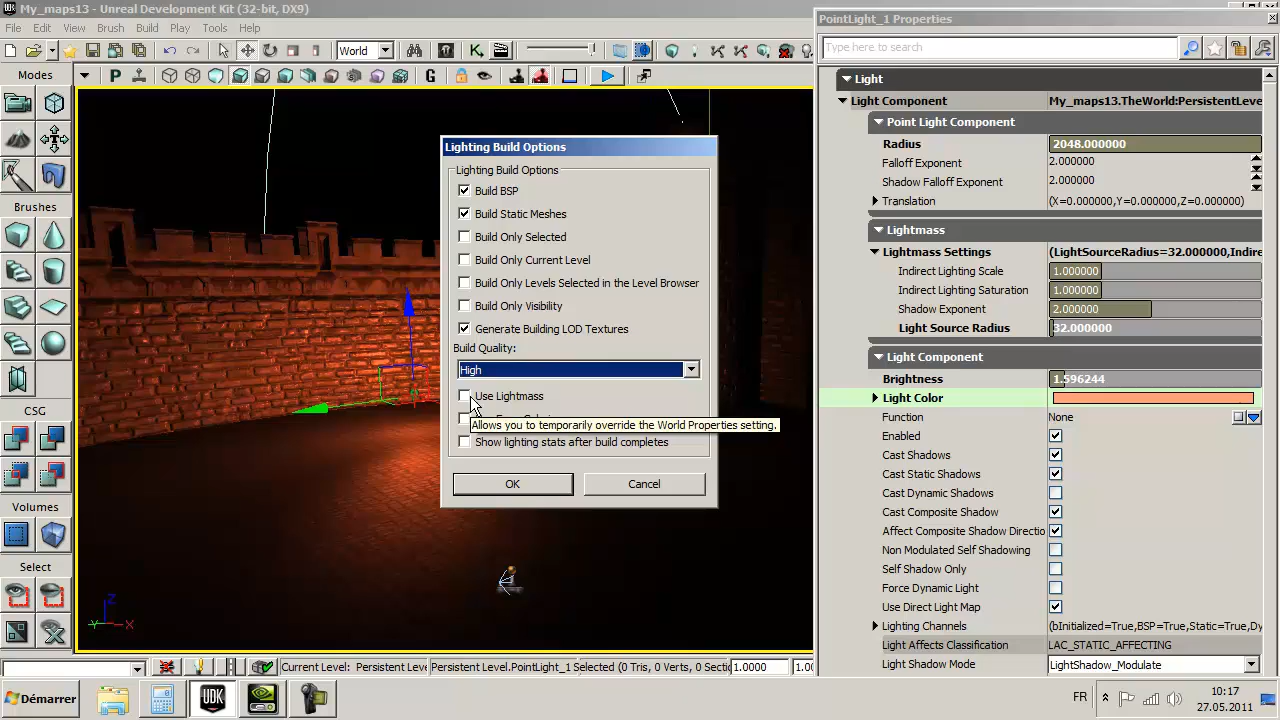 My_maps13 - Unreal Development Kit (32-bit, DX9)
File Edit View Brush Build Play Tools Help
World
P G
Modes
Brushes
CSG
Volumes
Select
Lighting Build Options
Lighting Build Options
Build BSP
Build Static Meshes
Build Only Selected
Build Only Current Level
Build Only Levels Selected in the Level Browser
Build Only Visibility
Generate Building LOD Textures
Build Quality:
High
Use Lightmass
Allows you to temporarily override the World Properties setting.
Show lighting stats after build completes
OK Cancel
Z
Y X
PointLight_1 Properties
Type here to search
Light
Light Component My_maps13.TheWorld:PersistentLeve
Point Light Component
Radius 2048.000000
Falloff Exponent 2.000000
Shadow Falloff Exponent 2.000000
Translation (X=0.000000,Y=0.000000,Z=0.000000)
Lightmass
Lightmass Settings (LightSourceRadius=32.000000,Indire
Indirect Lighting Scale 1.000000
Indirect Lighting Saturation 1.000000
Shadow Exponent 2.000000
Light Source Radius 32.000000
Light Component
Brightness 1.596244
Light Color
Function None
Enabled
Cast Shadows
Cast Static Shadows
Cast Dynamic Shadows
Cast Composite Shadow
Affect Composite Shadow Directio
Non Modulated Self Shadowing
Self Shadow Only
Force Dynamic Light
Use Direct Light Map
Lighting Channels (bInitialized=True,BSP=True,Static=True,Dy
Light Affects Classification LAC_STATIC_AFFECTING
Light Shadow Mode LightShadow_Modulate
Current Level: Persistent Level Persistent Level.PointLight_1 Selected (0 Tris, 0 Verts, 0 Secti 1.0000 1.00
Démarrer UDK FR 10:17
27.05.2011